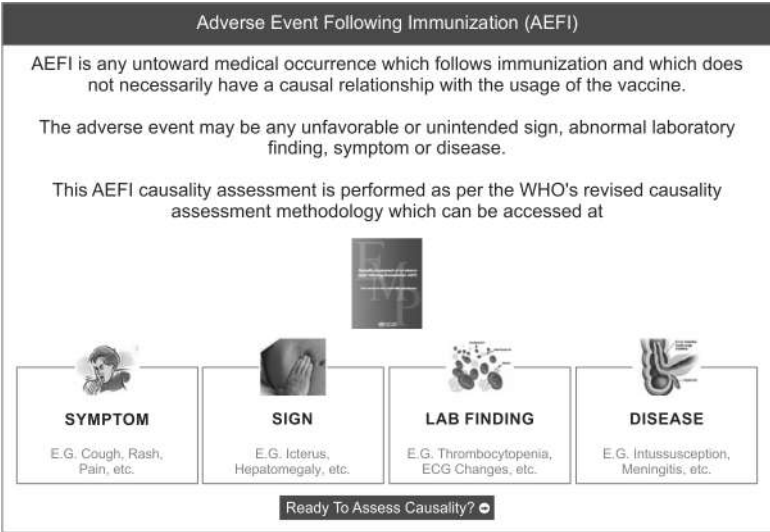 Adverse Event Following Immunization (AEFI)
AEFI is any untoward medical occurrence which follows immunization and which does
not necessarily have a causal relationship with the usage of the vaccine.
The adverse event may be any unfavorable or unintended sign, abnormal laboratory
finding, symptom or disease.
This AEFI causality assessment is performed as per the WHO's revised causality
assessment methodology which can be accessed at
EMP
SYMPTOM
E.G. Cough, Rash,
Pain, etc.
SIGN
E.G. Icterus,
Hepatomegaly, etc.
LAB FINDING
E.G. Thrombocytopenia,
ECG Changes, etc.
DISEASE
E.G. Intussusception,
Meningitis, etc.
Ready To Assess Causality?